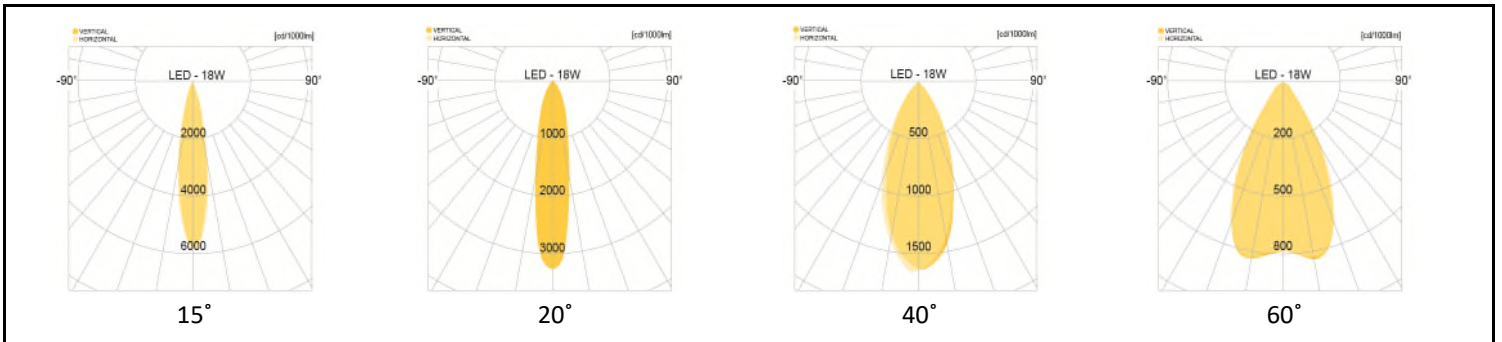 VERTICAL
HORIZONTAL
[cd/1000lm]
LED - 18W
-90°
90°
2000
4000
6000
15°
VERTICAL
HORIZONTAL
[cd/1000lm]
LED - 18W
-90°
90°
1000
2000
3000
20°
VERTICAL
HORIZONTAL
[cd/1000lm]
LED - 18W
-90°
90°
500
1000
1500
40°
VERTICAL
HORIZONTAL
[cd/1000lm]
LED - 18W
-90°
90°
200
500
800
60°